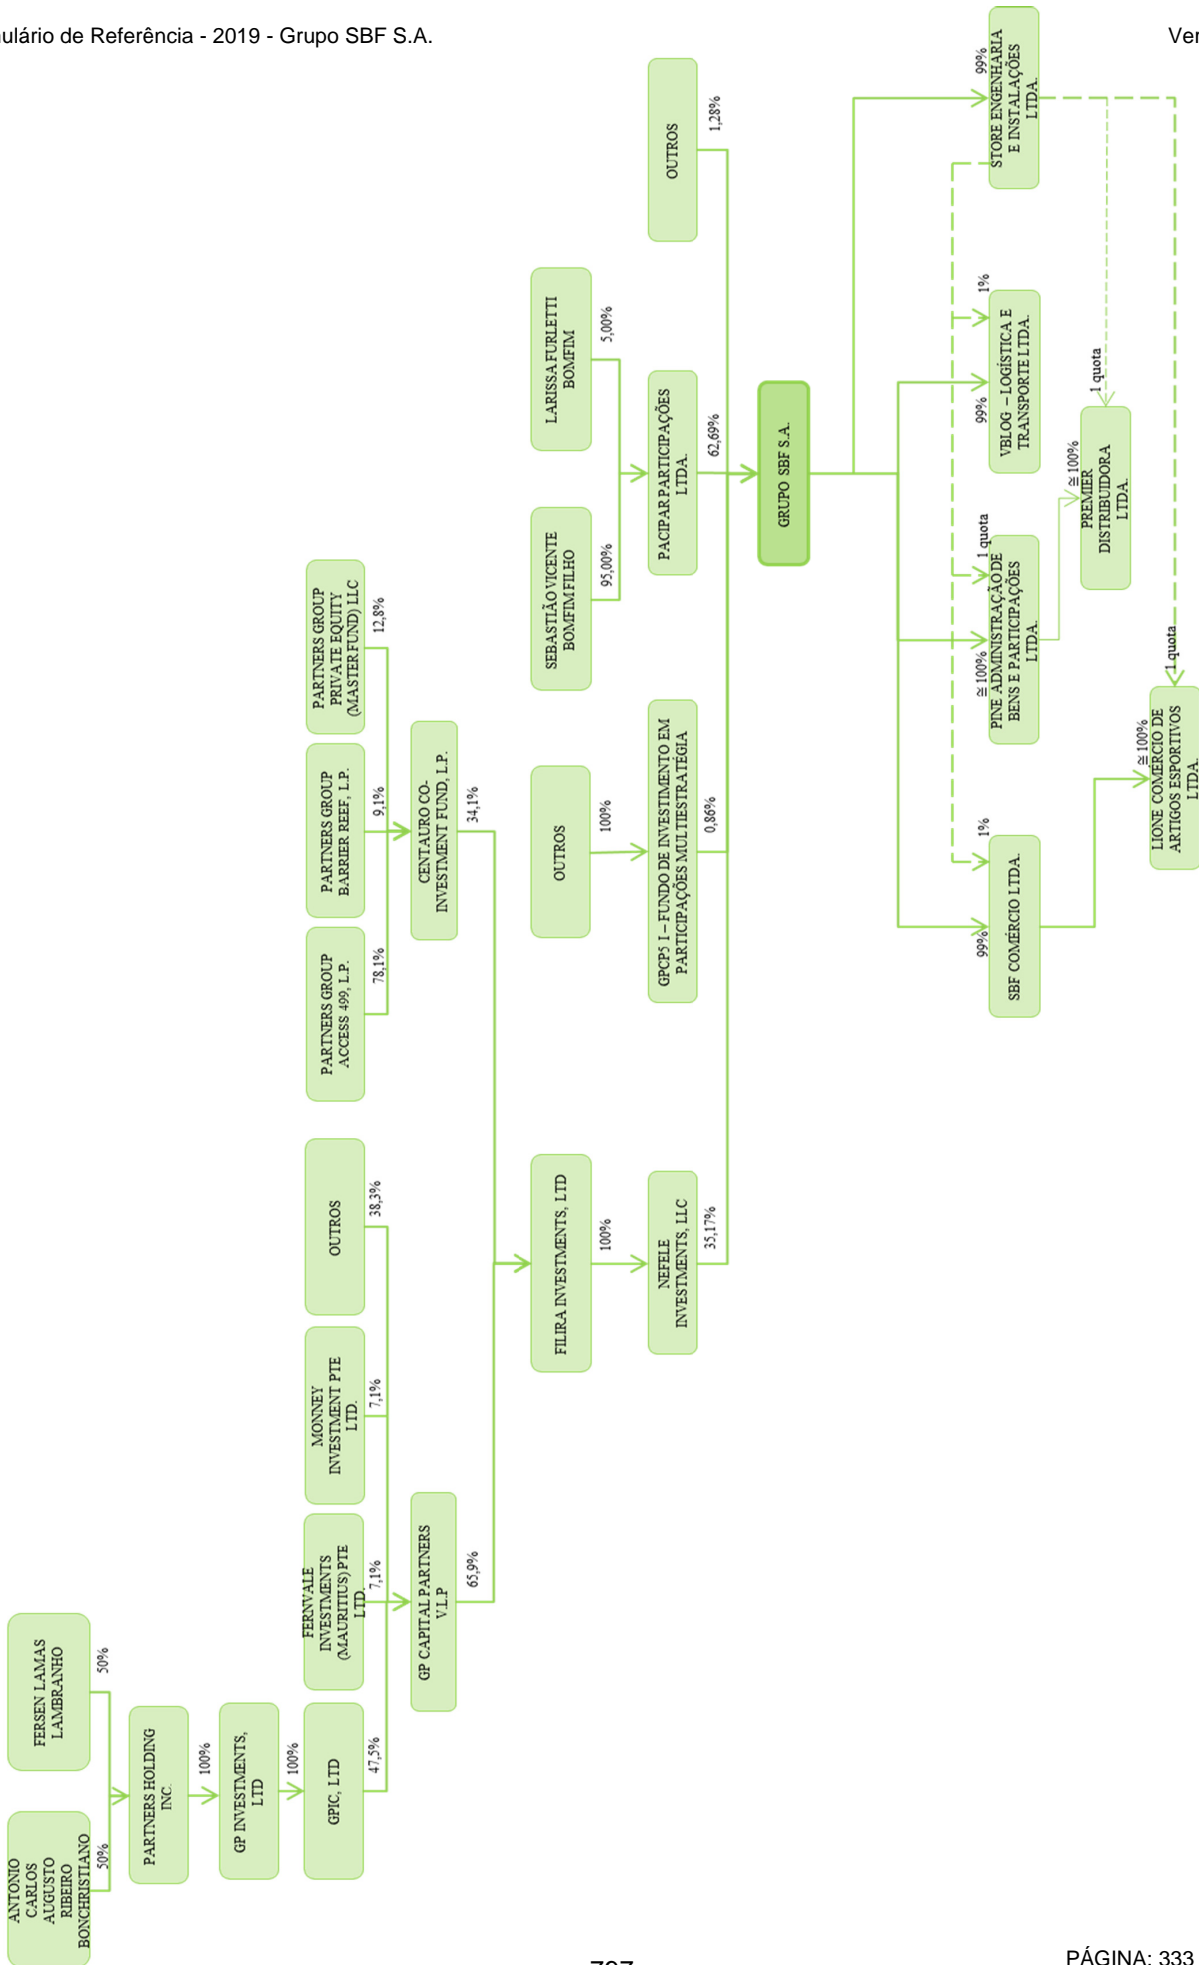 ulário de Referência - 2019 - Grupo SBF S.A.
Ver
ANTONIO
CARLOS
AUGUSTO
RIBEIRO
BONCHRISTIANO
50%
FERSEN LAMAS
LAMBRANHO
50%
PARTNERS HOLDING
INC.
100%
GP INVESTMENTS,
LTD
100%
GPIC, LTD
47,5%
FERNVALE
INVESTMENTS
(MAURITIUS) PTE
LTD.
7,1%
MONNEY
INVESTMENT PTE
LTD.
7,1%
OUTROS
38,3%
PARTNERS GROUP
ACCESS 499, L.P.
78,1%
PARTNERS GROUP
BARRIER REEF, L.P.
9,1%
PARTNERS GROUP
PRIVATE EQUITY
(MASTER FUND) LLC
12,8%
GP CAPITAL PARTNERS
V.L.P
65,9%
CENTAURO CO-
INVESTMENT FUND, L.P.
34,1%
FILIRA INVESTMENTS, LTD
100%
OUTROS
100%
SEBASTIÃO VICENTE
BOMFIM FILHO
95,00%
LARISSA FURLETTI
BOMFIM
5,00%
NEFELE
INVESTMENTS, LLC
35,17%
GPCP5 I – FUNDO DE INVESTIMENTO EM
PARTICIPAÇÕES MULTIESTRATÉGIA
0,86%
PACIPAR PARTICIPAÇÕES
LTDA.
62,69%
OUTROS
1,28%
GRUPO SBF S.A.
99%
1%
SBF COMÉRCIO LTDA.
≅100%
1 quota
PINE ADMINISTRAÇÃO DE
BENS E PARTICIPAÇÕES
LTDA.
99%
1%
VBLOG – LOGÍSTICA E
TRANSPORTE LTDA.
99%
STORE ENGENHARIA
E INSTALAÇÕES
LTDA.
≅100%
1 quota
PREMIER
DISTRIBUIDORA
LTDA.
≅100%
1 quota
LIONE COMÉRCIO DE
ARTIGOS ESPORTIVOS
LTDA.
PÁGINA: 333